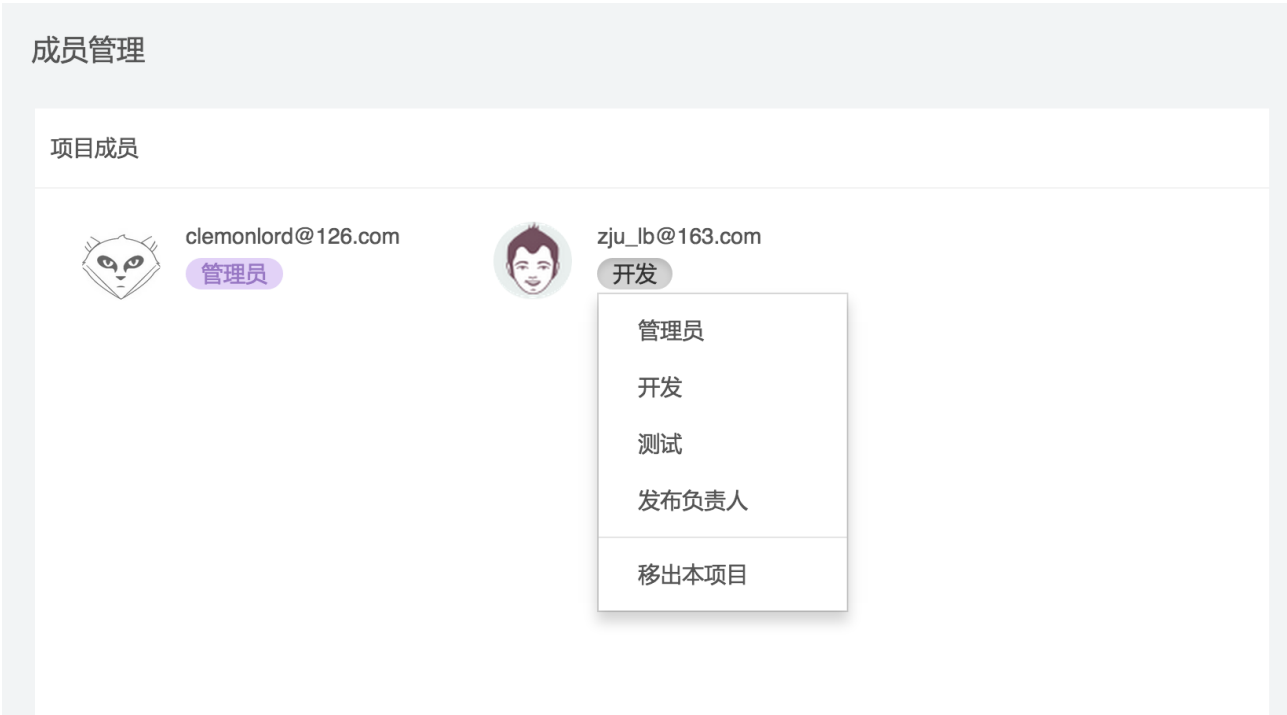 成员管理
项目成员
clemonlord@126.com
管理员
zju_lb@163.com
开发
管理员
开发
测试
发布负责人
移出本项目